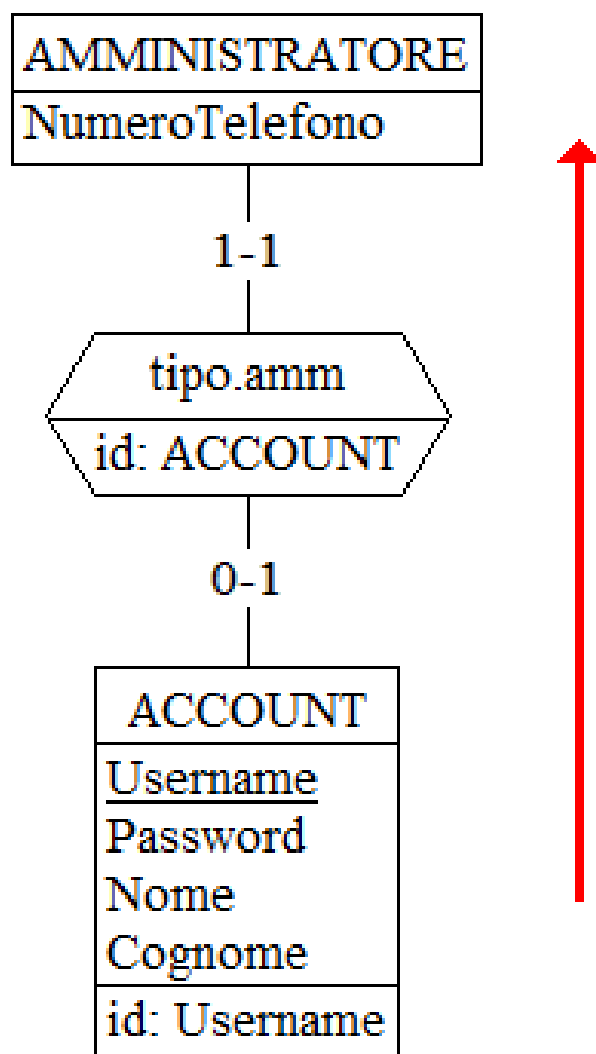 AMMINISTRATORE
NumeroTelefono
1-1
tipo.amm
id: ACCOUNT
0-1
ACCOUNT
Username
Password
Nome
Cognome
id: Username